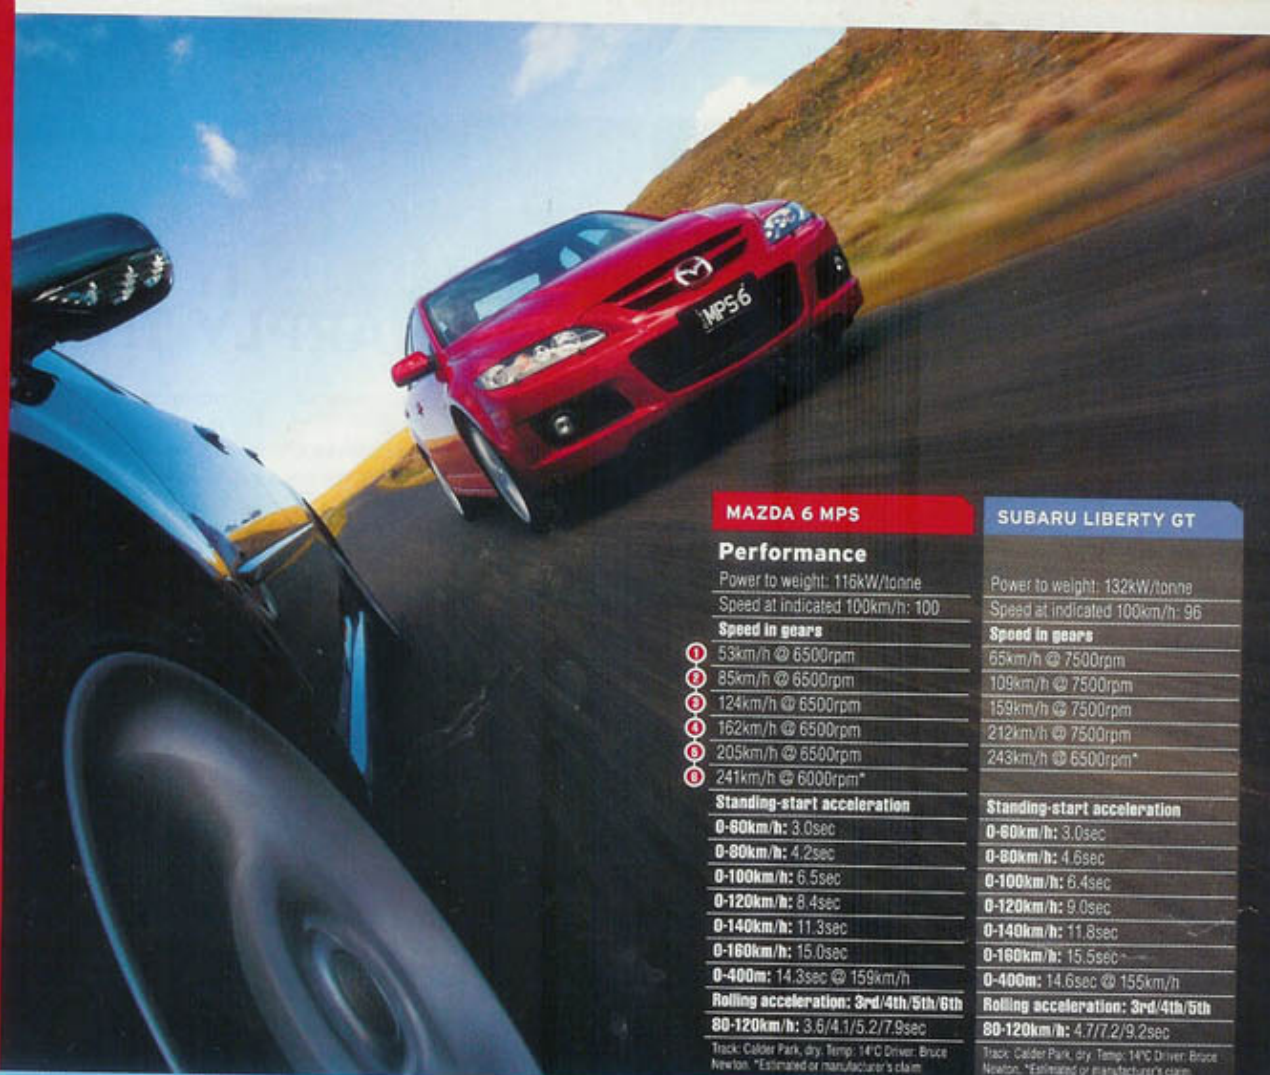 MPS 6
MAZDA 6 MPS
Performance
Power to weight: 116kW/tonne
Speed at indicated 100km/h: 100
Speed in gears
1 53km/h @ 6500rpm
2 85km/h @ 6500rpm
3 124km/h @ 6500rpm
4 162km/h @ 6500rpm
5 205km/h @ 6500rpm
6 241km/h @ 6000rpm*
Standing-start acceleration
0-60km/h: 3.0sec
0-80km/h: 4.2sec
0-100km/h: 6.5sec
0-120km/h: 8.4sec
0-140km/h: 11.3sec
0-160km/h: 15.0sec
0-400m: 14.3sec @ 159km/h
Rolling acceleration: 3rd/4th/5th/6th
80-120km/h: 3.6/4.1/5.2/7.9sec
Track: Calder Park, dry. Temp: 14°C Driver: Bruce
Newton. *Estimated or manufacturer's claim
SUBARU LIBERTY GT
Power to weight: 132kW/tonne
Speed at indicated 100km/h: 96
Speed in gears
65km/h @ 7500rpm
109km/h @ 7500rpm
159km/h @ 7500rpm
212km/h @ 7500rpm
243km/h @ 6500rpm*
Standing-start acceleration
0-60km/h: 3.0sec
0-80km/h: 4.6sec
0-100km/h: 6.4sec
0-120km/h: 9.0sec
0-140km/h: 11.8sec
0-160km/h: 15.5sec
0-400m: 14.6sec @ 155km/h
Rolling acceleration: 3rd/4th/5th
80-120km/h: 4.7/7.2/9.2sec
Track: Calder Park, dry. Temp: 14°C Driver: Bruce
Newton. *Estimated or manufacturer's claim